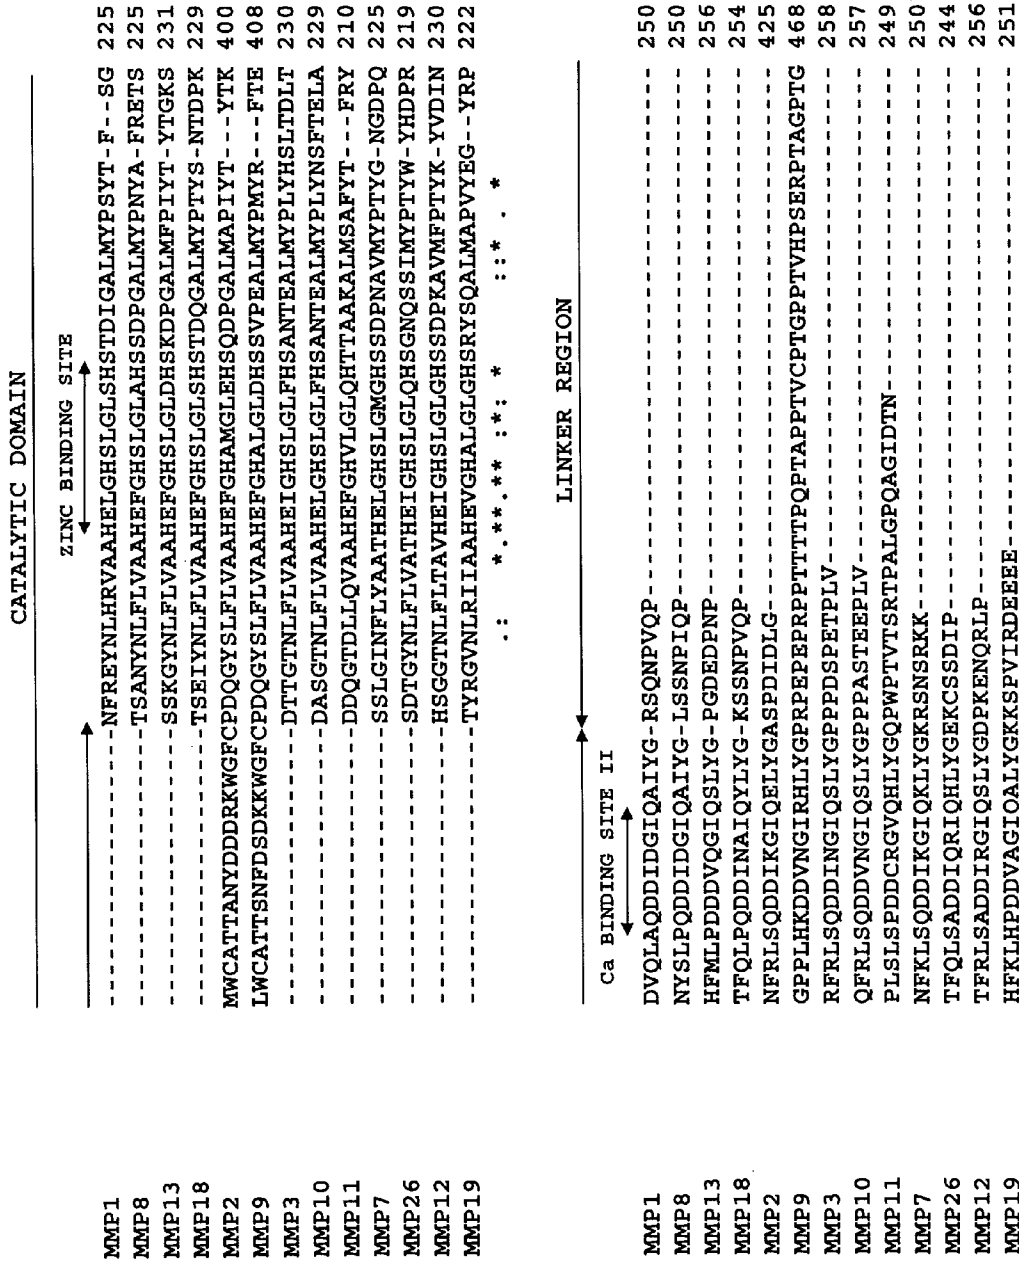 CATALYTIC DOMAIN
ZINC BINDING SITE
MMP1 ------------------NFREYNLHRVAAHELGHSLGLSHSTDIGALMYPSYT-F--SG 225
MMP8 ------------------TSANYNLFLVAAHEFGHSLGLAHSSDPGALMYPNYA-FRETS 225
MMP13 ------------------SSKGYNLFLVAAHEFGHSLGLDHSKDPGALMFPIYT-YTGKS 231
MMP18 ------------------TSEIYNLFLVAAHEFGHSLGLSHSTDQGALMYPTYS-NTDPK 229
MMP2 MWCATTANYDDDRKWGFCPDQGYSLFLVAAHEFGHAMGLEHSQDPGALMAPIYT---YTK 400
MMP9 LWCATTSNFDSDKKWGFCPDQGYSLFLVAAHEFGHALGLDHSSVPEALMYPMYR---FTE 408
MMP3 ------------------DTTGTNLFLVAAHEIGHSLGLFHSANTEALMYPLYHSLTDLT 230
MMP10 ------------------DASGTNLFLVAAHELGHSLGLFHSANTEALMYPLYNSFTELA 229
MMP11 ------------------DDQGTDLLQVAAHEFGHVLGLQHTTAAKALMSAFYT---FRY 210
MMP7 ------------------SSLGINFLYAATHELGHSLGMGHSSDPNAVMYPTYG-NGDPQ 225
MMP26 ------------------SDTGYNLFLVATHEIGHSLGLQHSGNQSSIMYPTYW-YHDPR 219
MMP12 ------------------HSGGTNLFLTAVHEIGHSLGLGHSSDPKAVMFPTYK-YVDIN 230
MMP19 ------------------TYRGVNLRIIAAHEVGHALGLGHSRYSQALMAPVYEG--YRP 222
.: *.**.** :*: * ::* . *
LINKER REGION
Ca BINDING SITE II
MMP1 DVQLAQDDIDGIQAIYG-RSQNPVQP---------------------------------- 250
MMP8 NYSLPQDDIDGIQAIYG-LSSNPIQP---------------------------------- 250
MMP13 HFMLPDDDVQGIQSLYG-PGDEDPNP---------------------------------- 256
MMP18 TFQLPQDDINAIQYLYG-KSSNPVQP---------------------------------- 254
MMP2 NFRLSQDDIKGIQELYGASPDIDLG----------------------------------- 425
MMP9 GPPLHKDDVNGIRHLYGPRPEPEPRPPTTTTPQPTAPPTVCPTGPPTVHPSERPTAGPTG 468
MMP3 RFRLSQDDINGIQSLYGPPPDSPETPLV-------------------------------- 258
MMP10 QFRLSQDDVNGIQSLYGPPPASTEEPLV-------------------------------- 257
MMP11 PLSLSPDDCRGVQHLYGQPWPTVTSRTPALGPQAGIDTN--------------------- 249
MMP7 NFKLSQDDIKGIQKLYGKRSNSRKK----------------------------------- 250
MMP26 TFQLSADDIQRIQHLYGEKCSSDIP----------------------------------- 244
MMP12 TFRLSADDIRGIQSLYGDPKENQRLP---------------------------------- 256
MMP19 HFKLHPDDVAGIQALYGKKSPVIRDEEEE------------------------------- 251